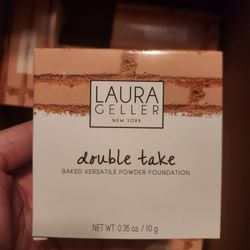 LAURA
GELLER
NEW YORK
double take
BAKED VERSATILE POWDER FOUNDATION
NET WT. 0.35 oz. / 10 g